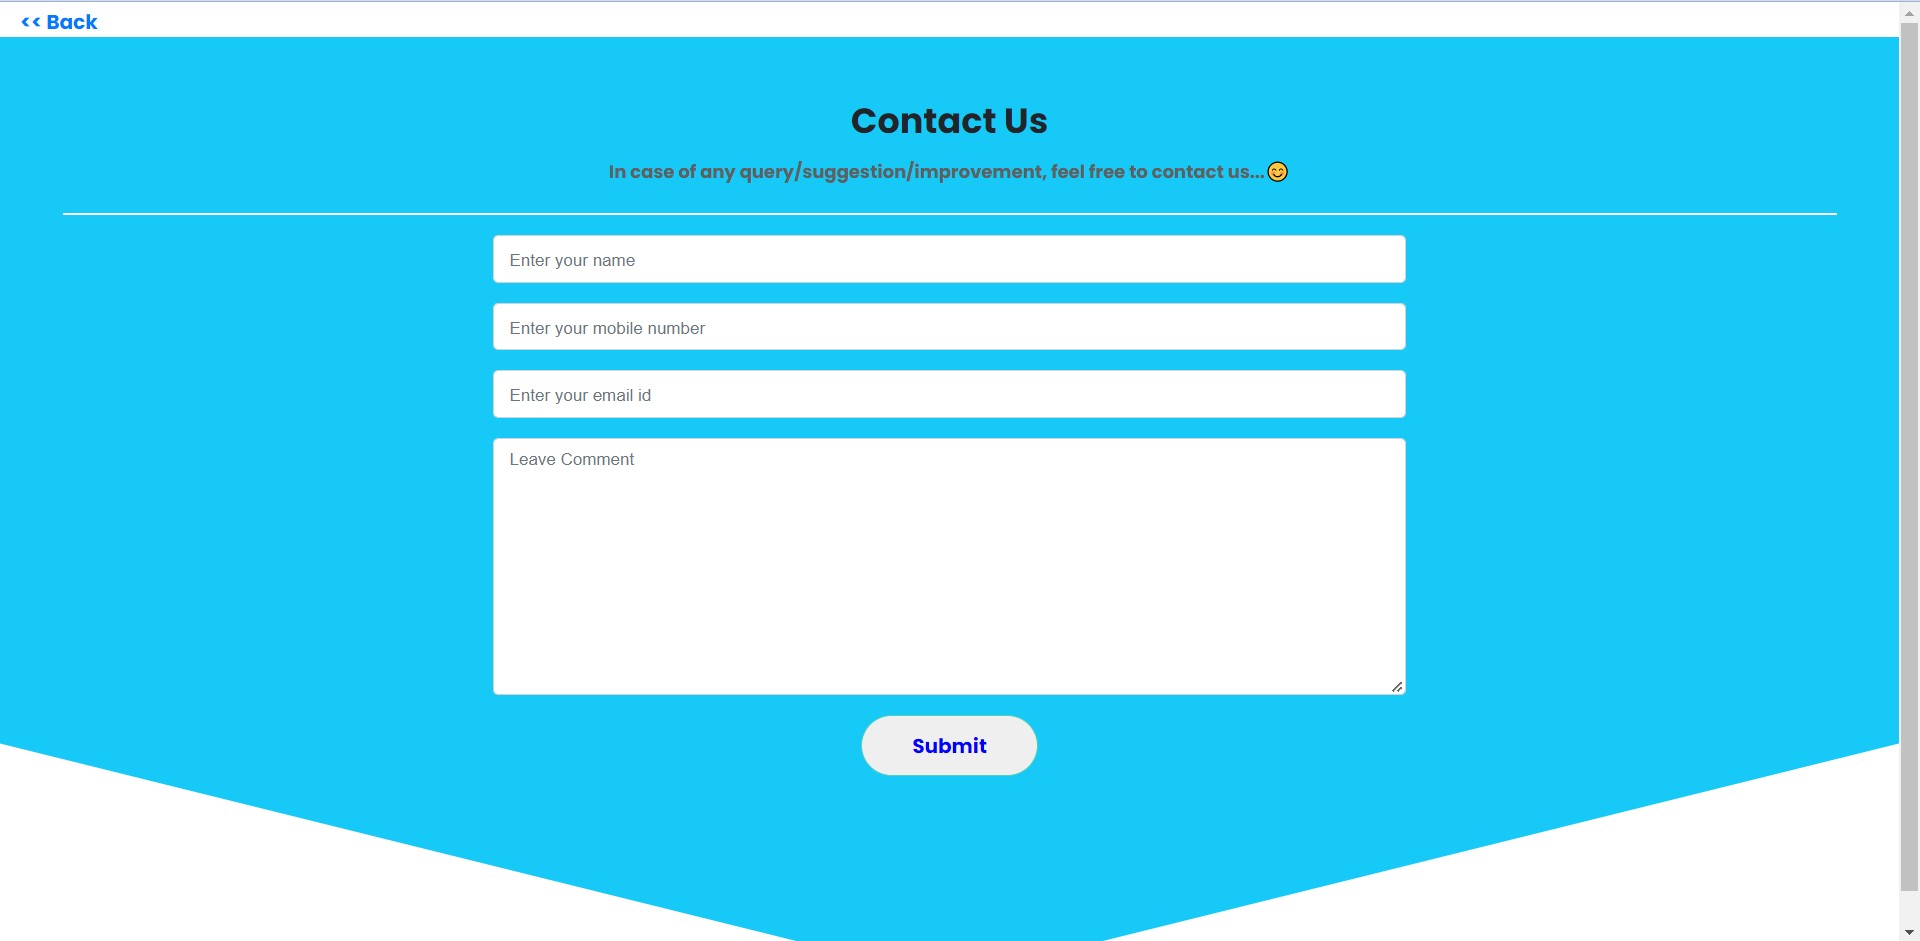 << Back
Contact Us
In case of any query/suggestion/improvement, feel free to contact us...😊
Enter your name
Enter your mobile number
Enter your email id
Leave Comment
Submit